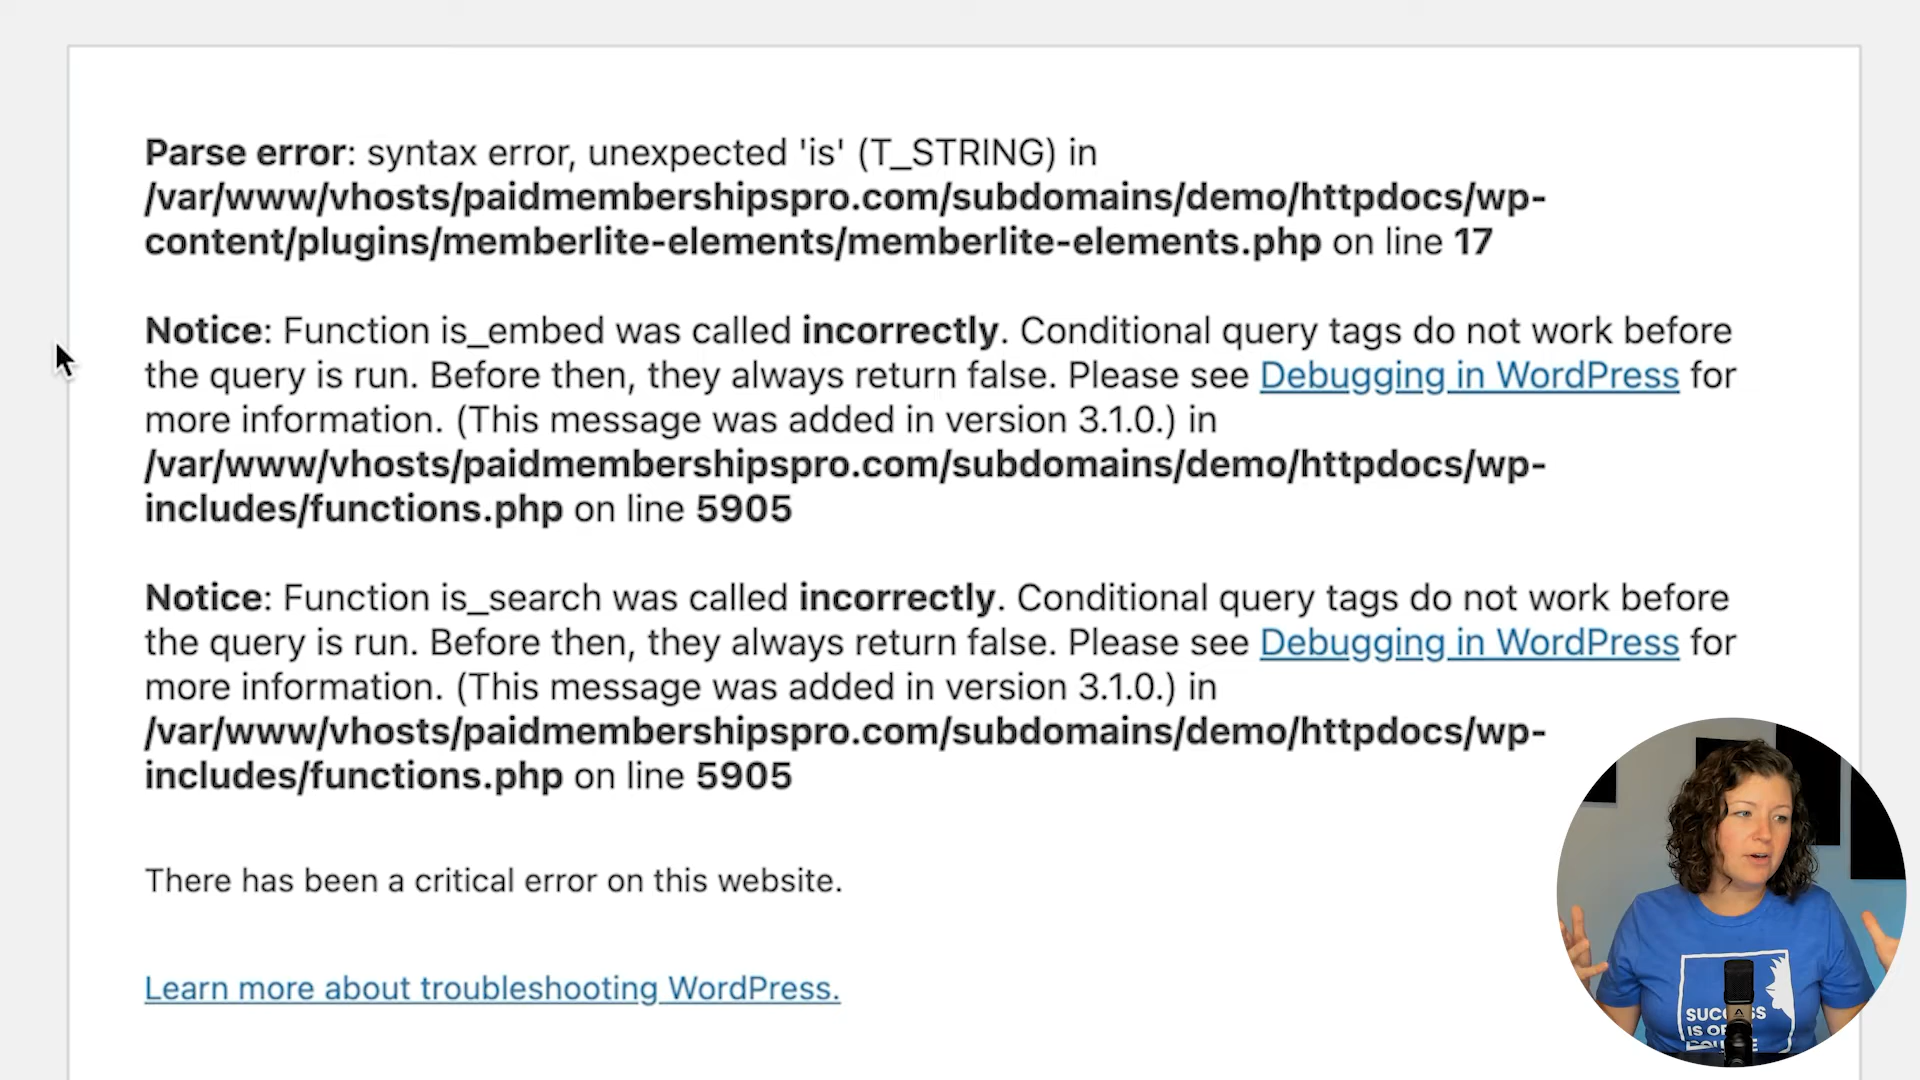 Parse error: syntax error, unexpected 'is' (T_STRING) in
/var/www/vhosts/paidmembershipspro.com/subdomains/demo/httpdocs/wp-
content/plugins/memberlite-elements/memberlite-elements.php on line 17
Notice: Function is_embed was called incorrectly. Conditional query tags do not work before
the query is run. Before then, they always return false. Please see Debugging in WordPress for
more information. (This message was added in version 3.1.0.) in
/var/www/vhosts/paidmembershipspro.com/subdomains/demo/httpdocs/wp-
includes/functions.php on line 5905
Notice: Function is_search was called incorrectly. Conditional query tags do not work before
the query is run. Before then, they always return false. Please see Debugging in WordPress for
more information. (This message was added in version 3.1.0.) in
/var/www/vhosts/paidmembershipspro.com/subdomains/demo/httpdocs/wp-
includes/functions.php on line 5905
There has been a critical error on this website.
Learn more about troubleshooting WordPress.
IS